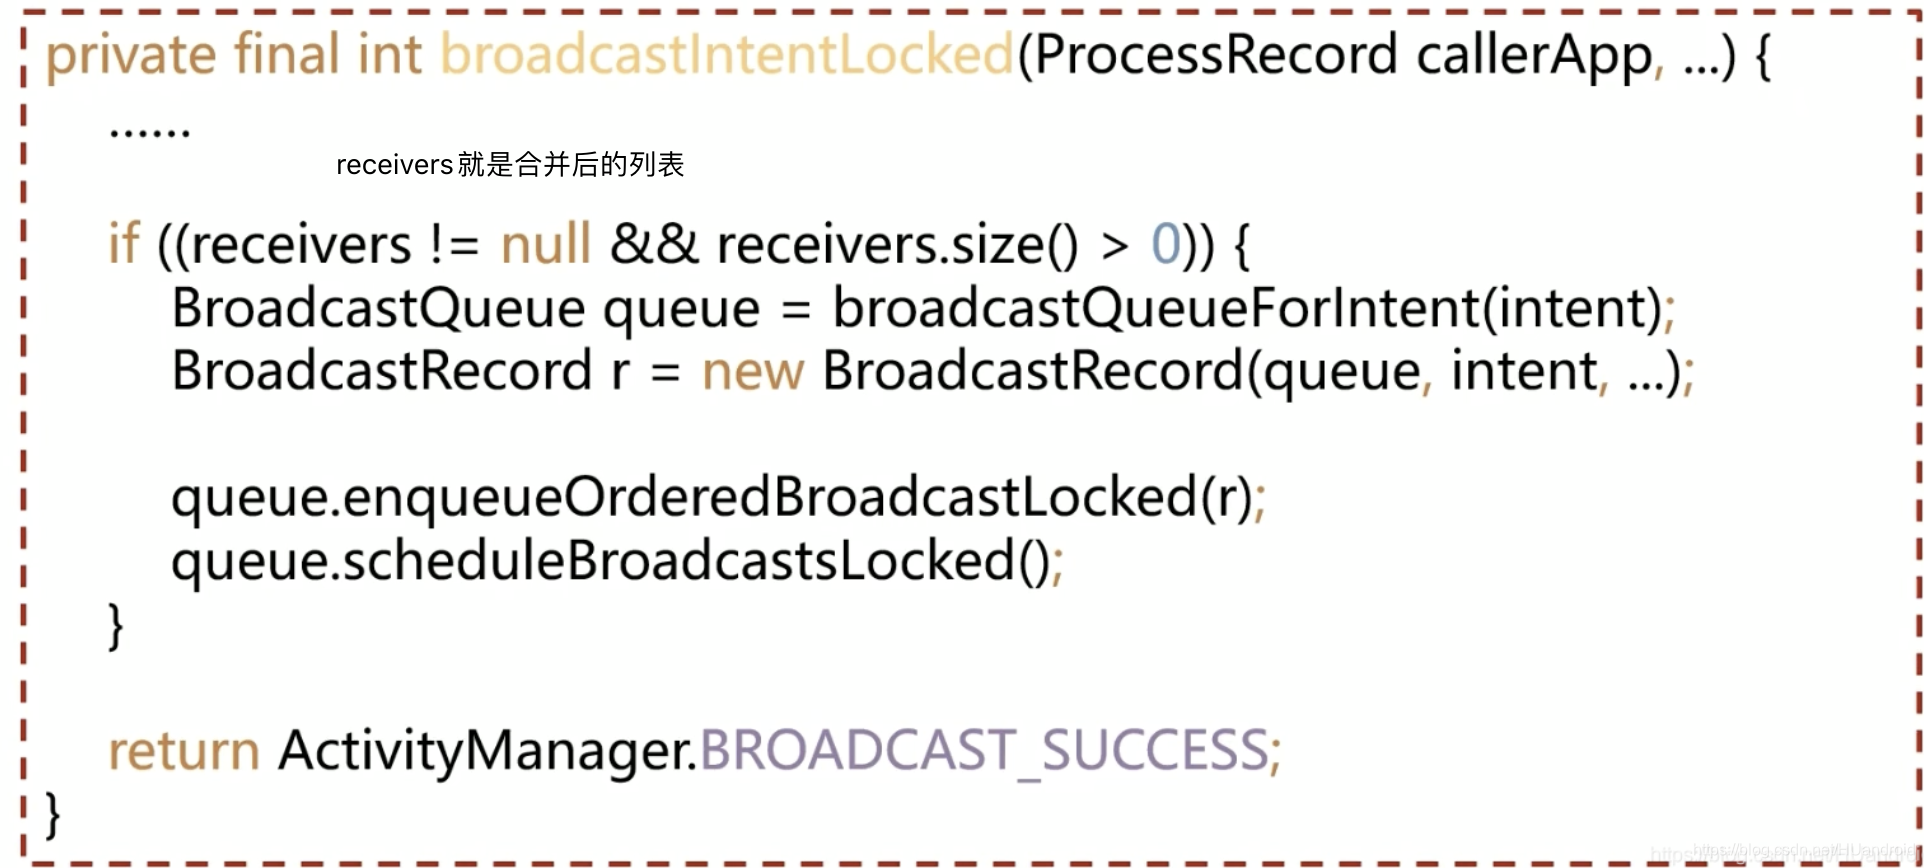 private final int broadcastIntentLocked(ProcessRecord callerApp, ...) {
......
receivers就是合并后的列表
if ((receivers != null && receivers.size() > 0)) {
BroadcastQueue queue = broadcastQueueForIntent(intent);
BroadcastRecord r = new BroadcastRecord(queue, intent, ...);
queue.enqueueOrderedBroadcastLocked(r);
queue.scheduleBroadcastsLocked();
}
return ActivityManager.BROADCAST_SUCCESS;
}
https://blog.csdn.net/HUandroid